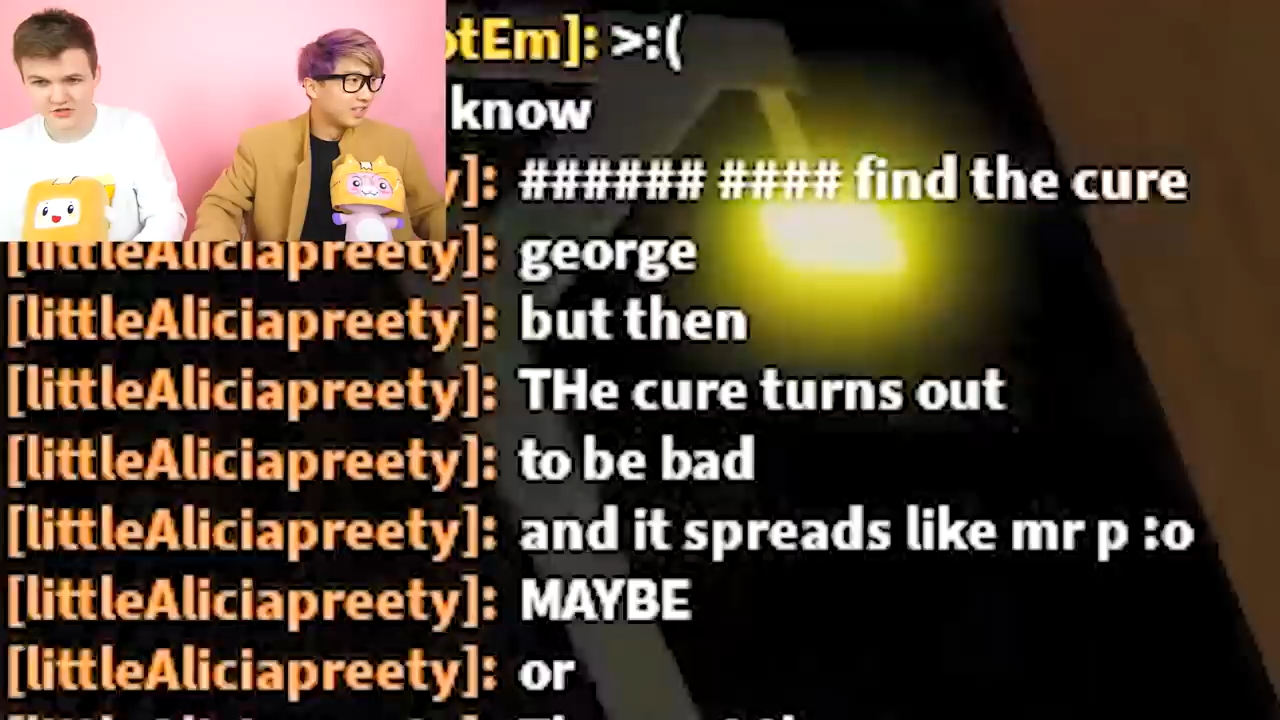 otEm]: >:(
know
y]: ###### #### find the cure
[littleAliciapreety]: george
[littleAliciapreety]: but then
[littleAliciapreety]: THe cure turns out
[littleAliciapreety]: to be bad
[littleAliciapreety]: and it spreads like mr p :o
[littleAliciapreety]: MAYBE
[littleAliciapreety]: or